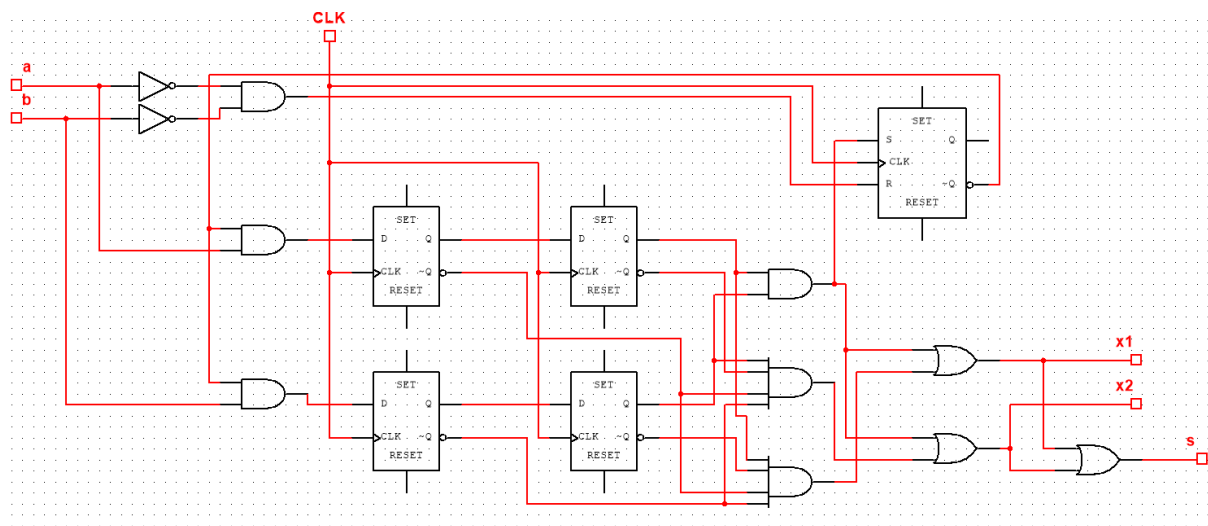 CLK
a
b
SET
S Q
CLK
R ~Q
RESET
SET
D Q
CLK ~Q
RESET
SET
D Q
CLK ~Q
RESET
x1
x2
s
SET
D Q
CLK ~Q
RESET
SET
D Q
CLK ~Q
RESET